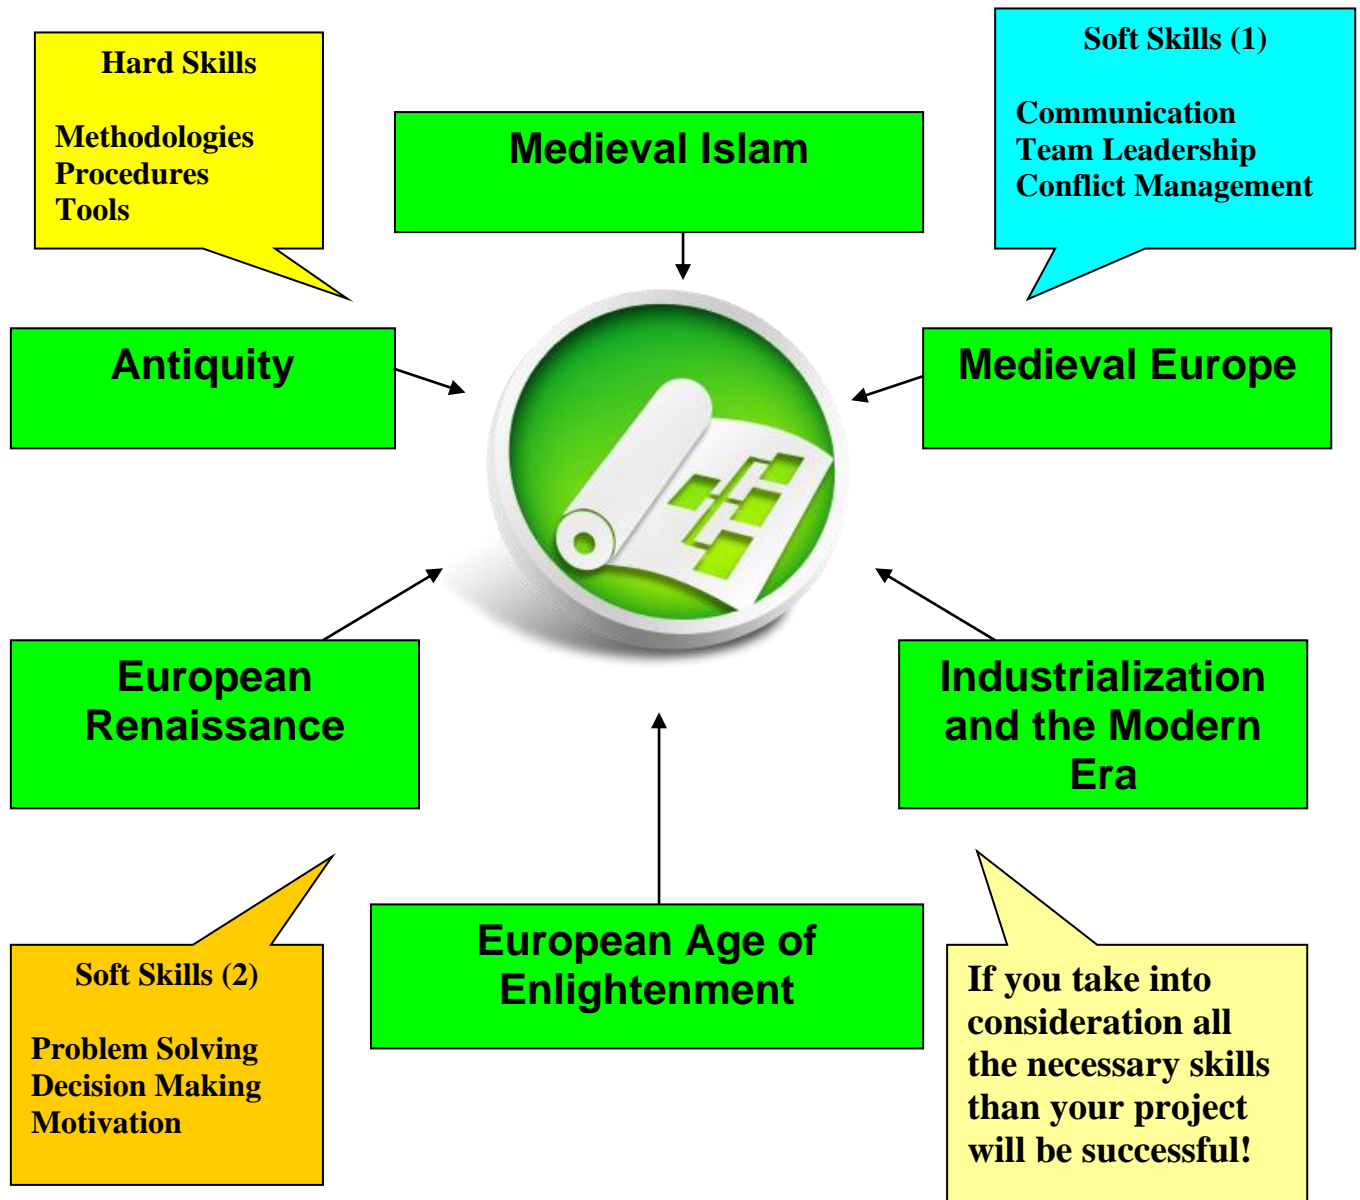 Hard Skills
Methodologies
Procedures
Tools
Soft Skills (1)
Communication
Team Leadership
Conflict Management
Medieval Islam
Antiquity
Medieval Europe
European
Renaissance
Industrialization
and the Modern
Era
European Age of
Enlightenment
Soft Skills (2)
Problem Solving
Decision Making
Motivation
If you take into
consideration all
the necessary skills
than your project
will be successful!